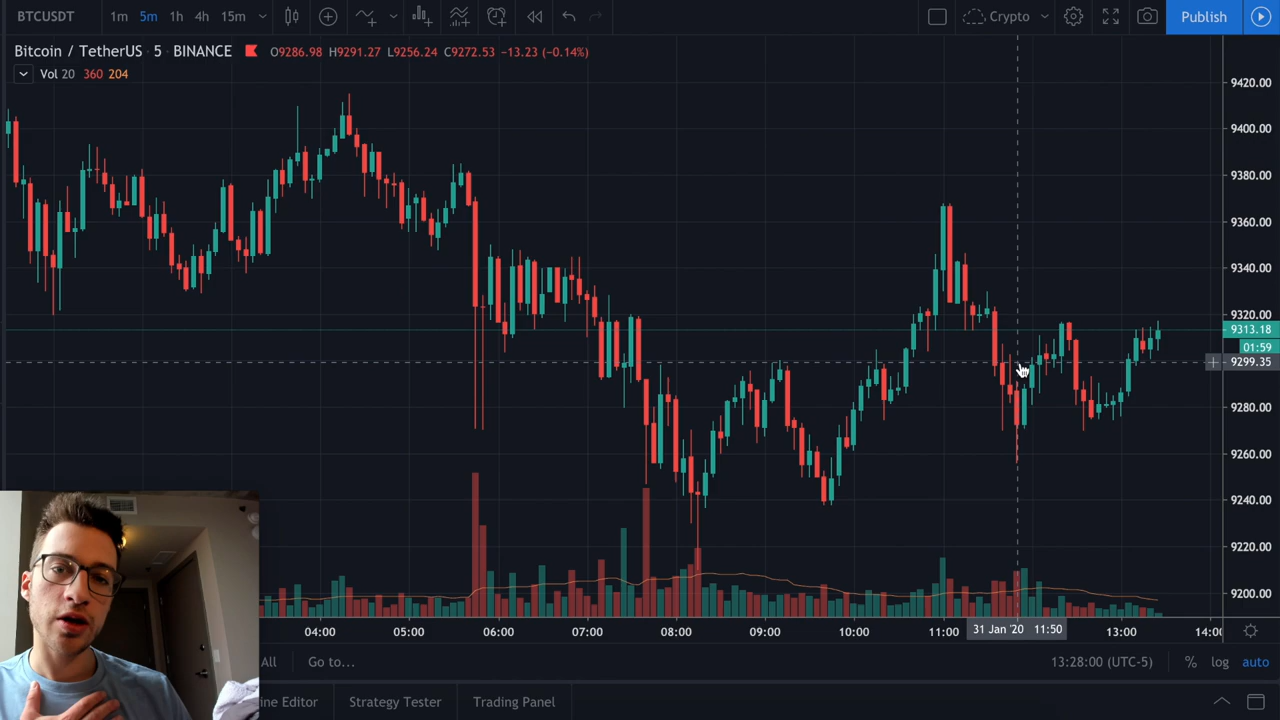 BTCUSDT 1m 5m 1h 4h 15m Crypto Publish
Bitcoin / TetherUS · 5 · BINANCE O9286.98 H9291.27 L9256.24 C9272.53 −13.23 (−0.14%)
Vol 20 360 204
9420.00
9400.00
9380.00
9360.00
9340.00
9320.00
9313.18
01:59
9299.35
9280.00
9260.00
9240.00
9220.00
9200.00
04:00 05:00 06:00 07:00 08:00 09:00 10:00 11:00 31 Jan '20 11:50 13:00 14:00
All Go to... 13:28:00 (UTC-5) % log auto
ine Editor Strategy Tester Trading Panel